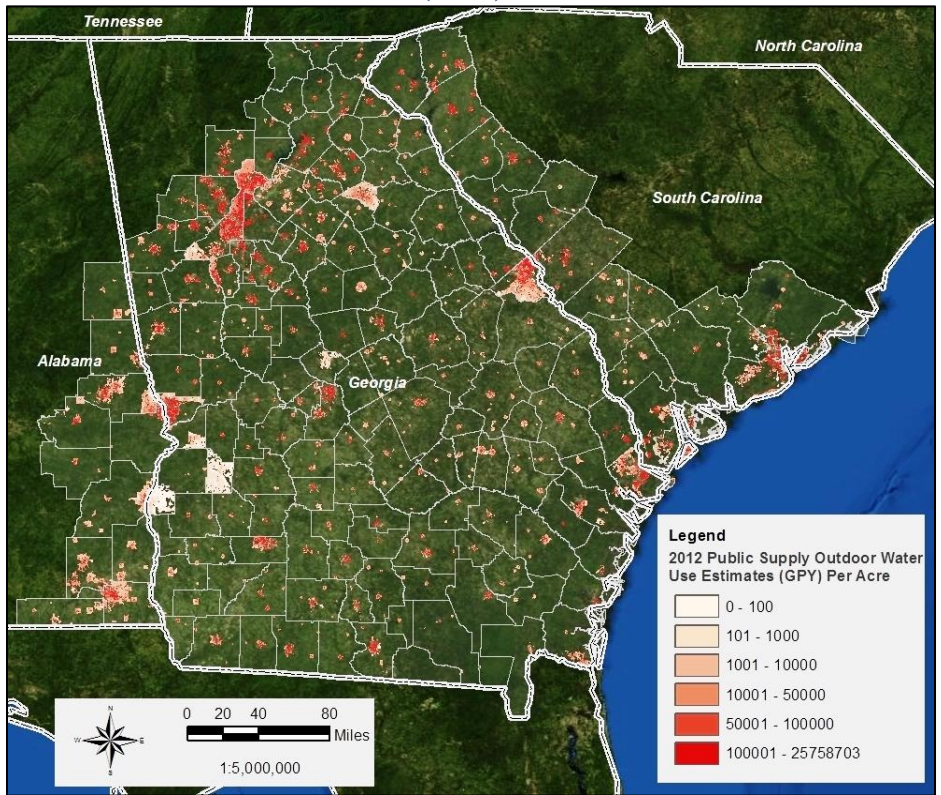 Tennessee
North Carolina
South Carolina
Alabama
Georgia
Legend
2012 Public Supply Outdoor Water
Use Estimates (GPY) Per Acre
0 - 100
101 - 1000
1001 - 10000
10001 - 50000
50001 - 100000
100001 - 25758703
N
W
E
S
0 20 40 80
Miles
1:5,000,000